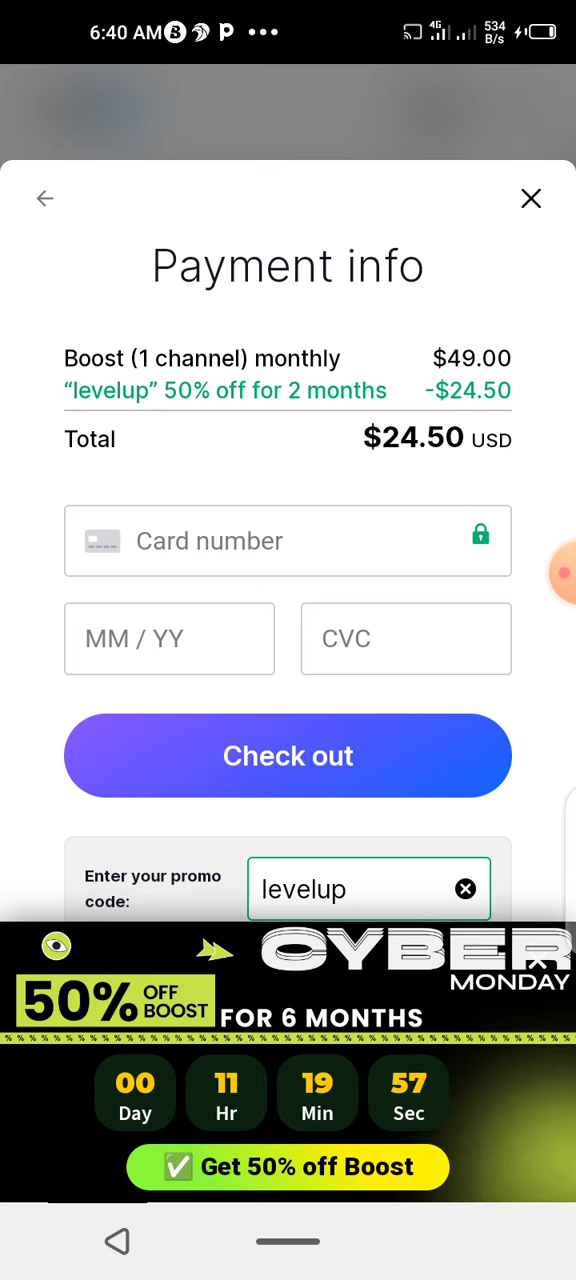 6:40 AM
4G
534
B/s
Payment info
Boost (1 channel) monthly $49.00
“levelup” 50% off for 2 months -$24.50
Total $24.50 USD
Card number
MM / YY CVC
Check out
Enter your promo
code:
levelup
CYBER
MONDAY
50% OFF
BOOST
FOR 6 MONTHS
00 11 19 57
Day Hr Min Sec
✅ Get 50% off Boost